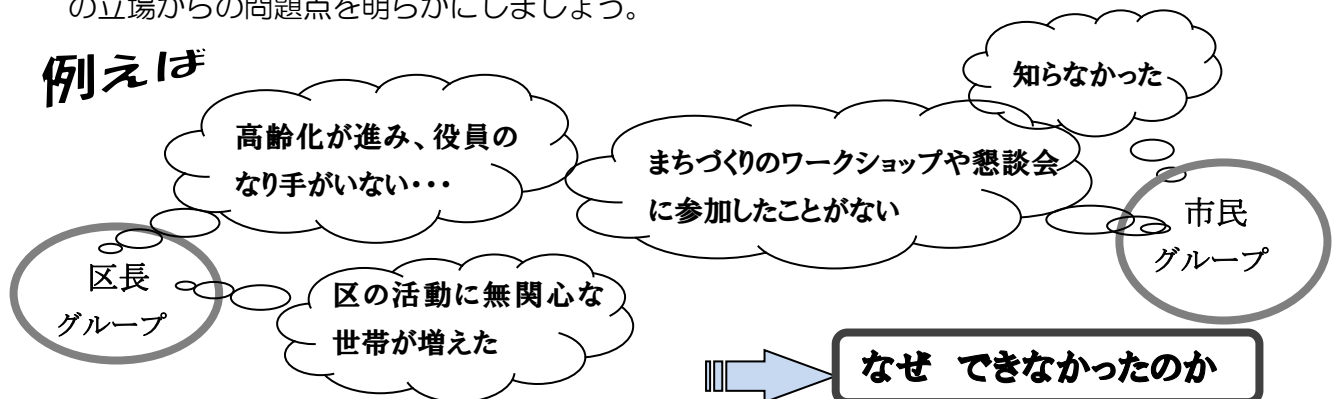 の立場からの問題点を明らかにしましょう。
例えば
知らなかった
高齢化が進み、役員の
なり手がいない・・・
まちづくりのワークショップや懇談会
に参加したことがない
市民
グループ
区長
グループ
区の活動に無関心な
世帯が増えた
なぜ できなかったのか